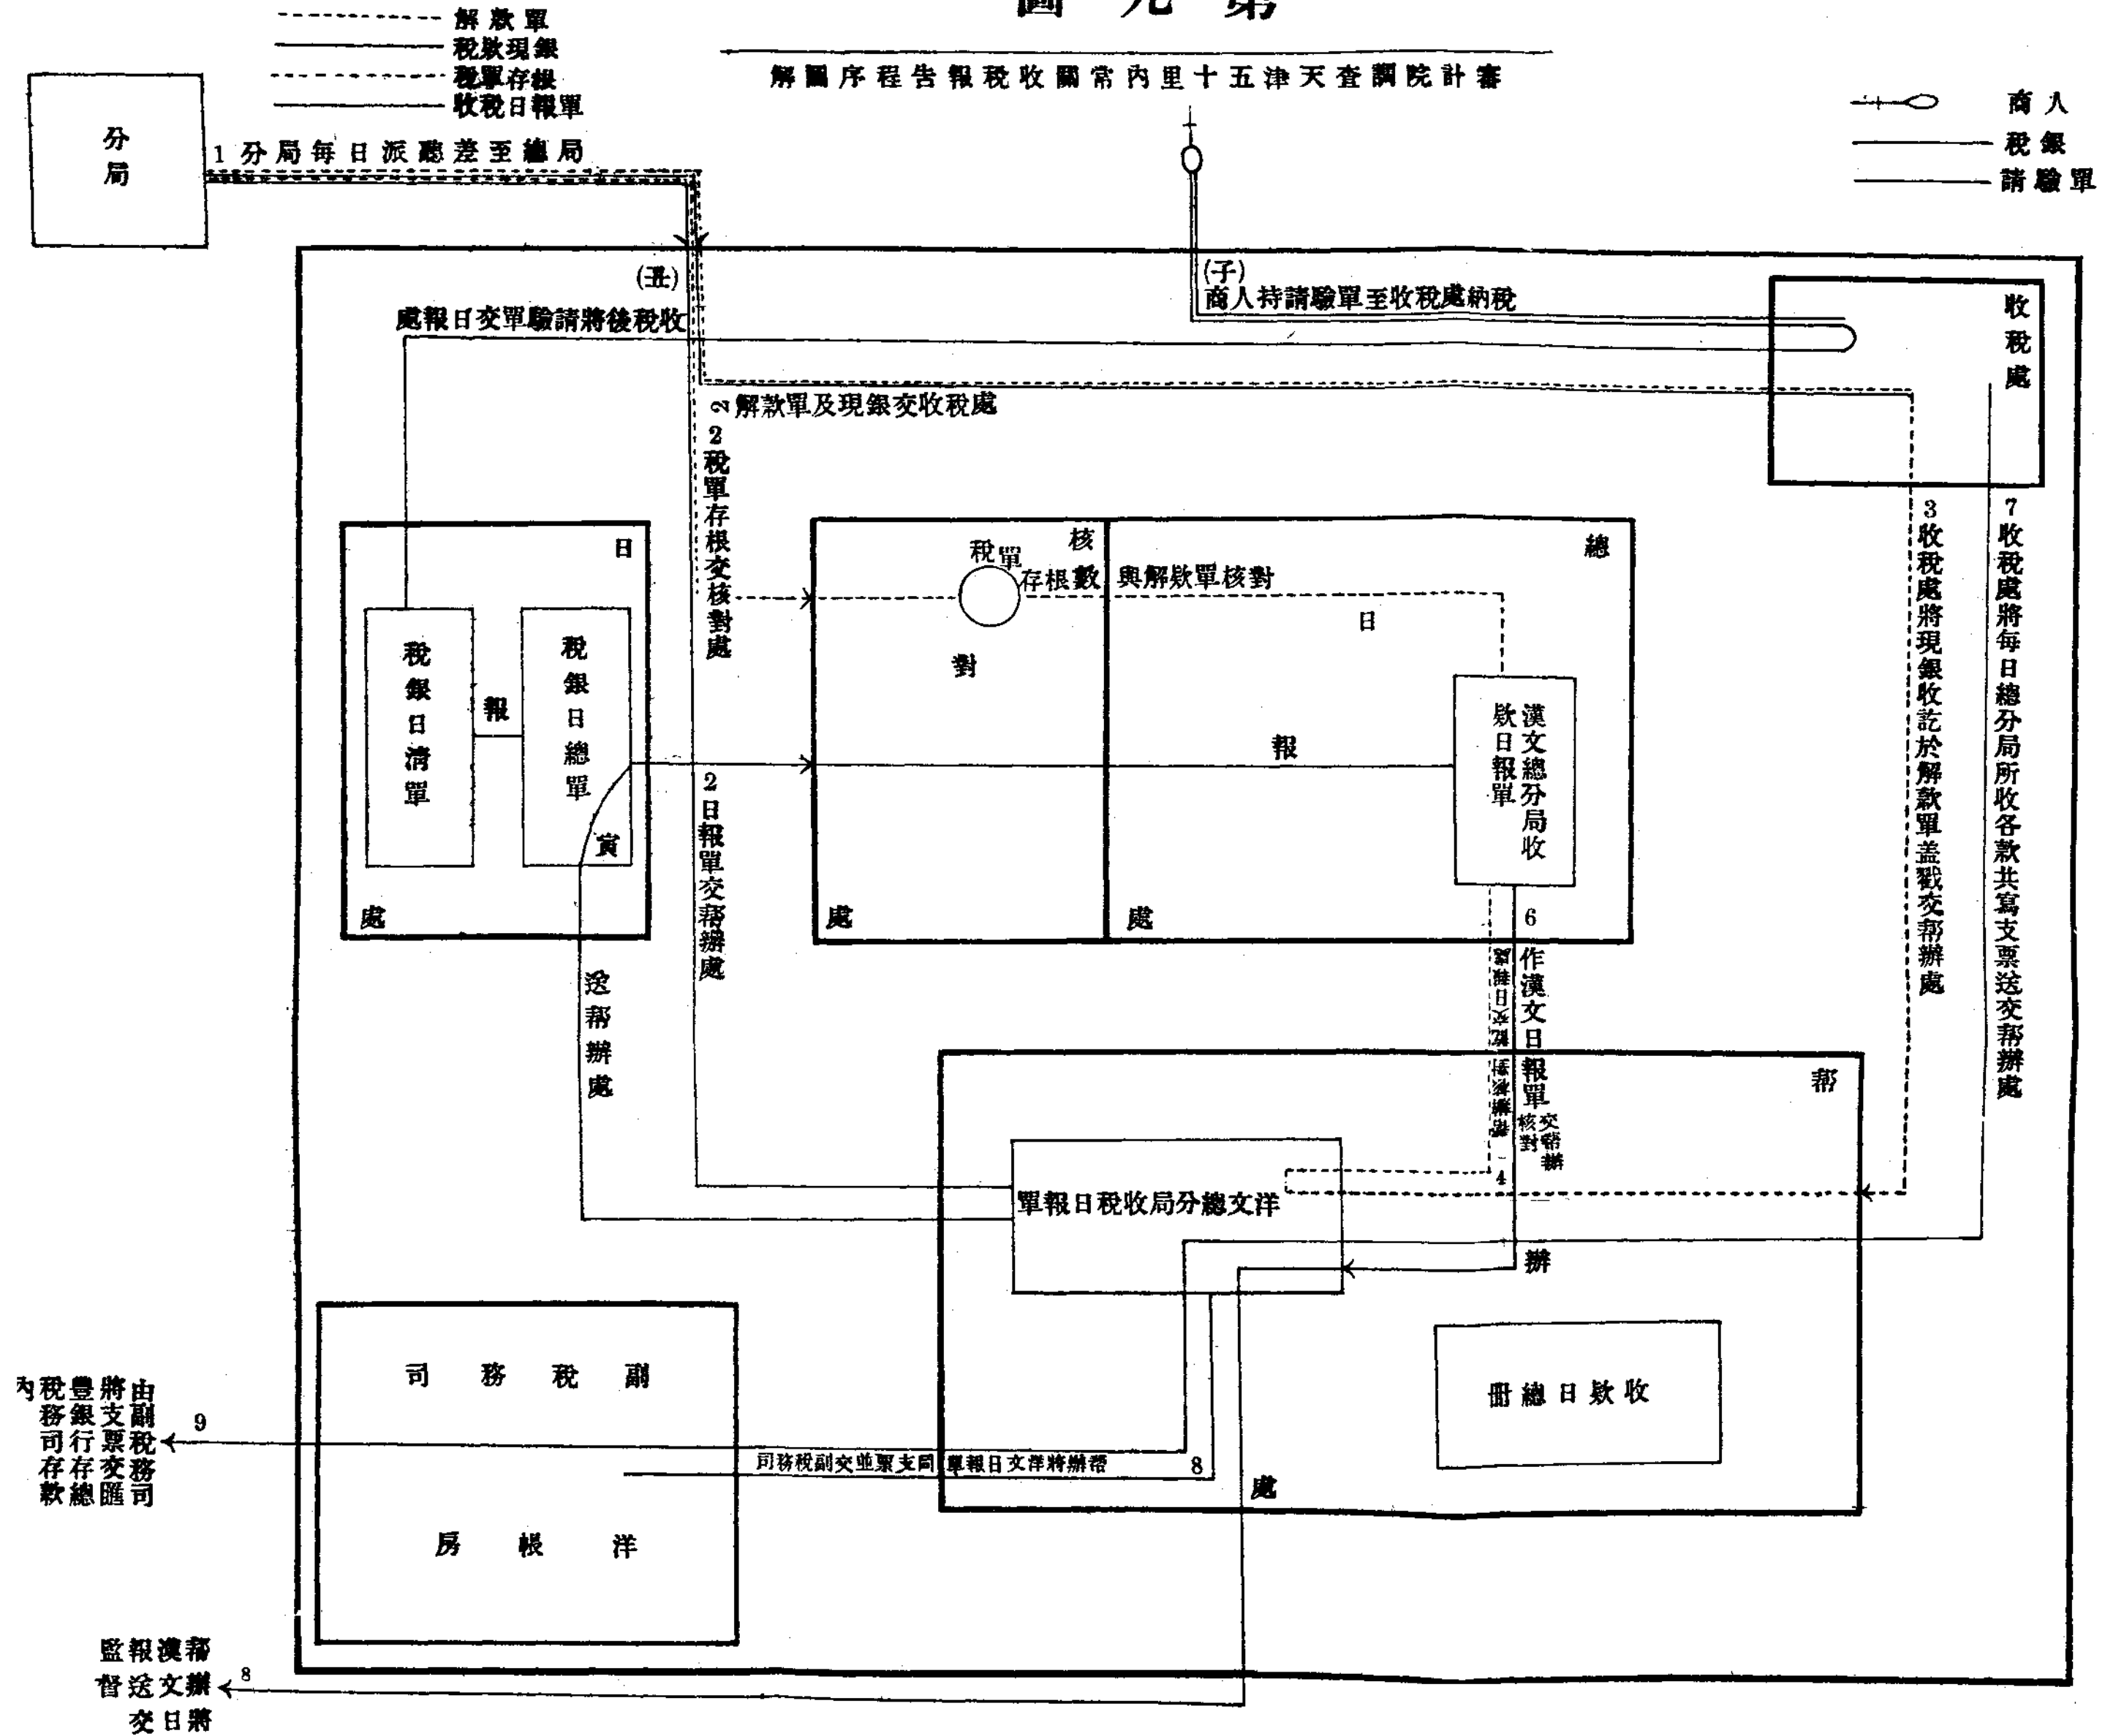 第九圖
審計院調查天津五十里內常關收稅報告程序圖解
解款單
稅款現銀
稅單存根
收稅日報單
商人
稅銀
請驗單
分局
1 分局每日派聽差至總局
(丑)
(子)
商人持請驗單至收稅處納稅
收稅後將請驗單交日報處
收稅處
2 解款單及現銀交收稅處
2 稅單存根交核對處
2 日報單交幫辦處
3 收稅處將現銀收訖於解款單盖戳交帮辦處
7 收稅處將每日總分局所收各款共寫支票送交帮辦處
日報處
稅銀日清單
稅銀日總單
寅
送幫辦處
核對處
稅單存根數與解欵單核對
總日報處
漢文總分局收欵日報單
4
6 作漢文日報單交幫辦核對
帮辦處
洋文總分局收稅日報單
收欵日總冊
副稅務司
洋帳房
8 幫辦將洋文日報單同支票並交副稅務司
9
由副稅務司將支票交匯豐銀行存總稅務司存款內
8
幫辦將漢文日報送交監督